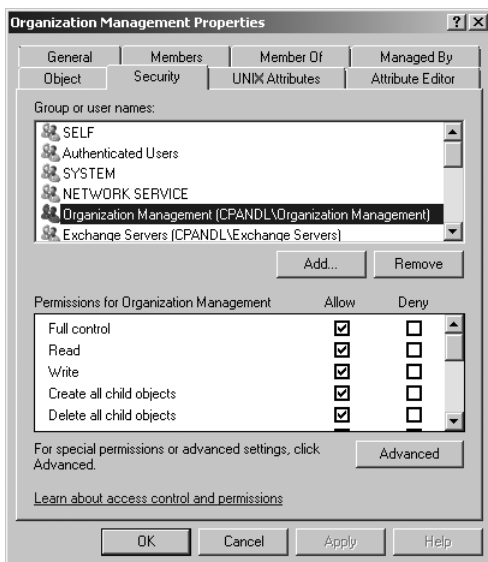 Organization Management Properties
General Members Member Of Managed By
Object Security UNIX Attributes Attribute Editor
Group or user names:
SELF
Authenticated Users
SYSTEM
NETWORK SERVICE
Organization Management (CPANDL\Organization Management)
Exchange Servers (CPANDL\Exchange Servers)
Add... Remove
Permissions for Organization Management Allow Deny
Full control
Read
Write
Create all child objects
Delete all child objects
For special permissions or advanced settings, click
Advanced.
Advanced
Learn about access control and permissions
OK Cancel Apply Help